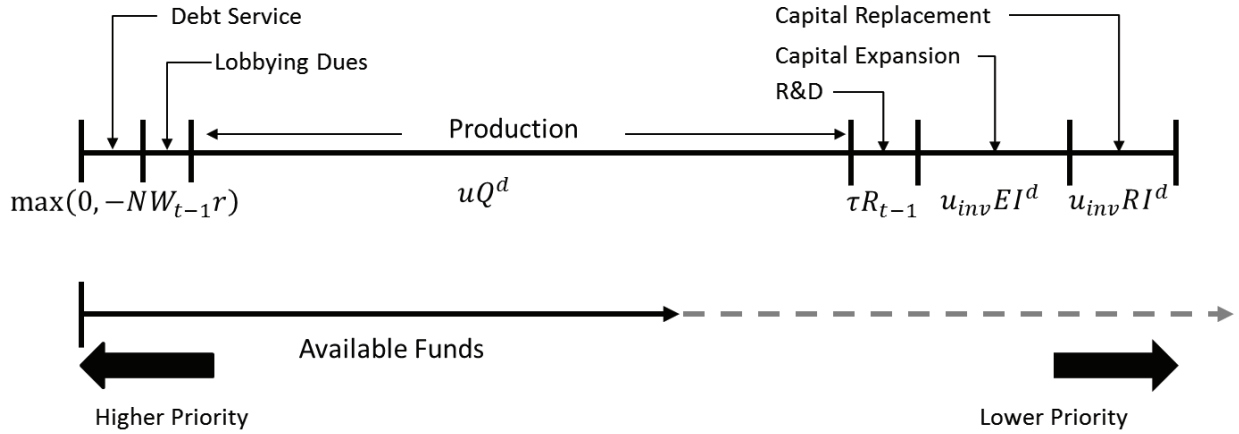 Debt Service
Capital Replacement
Lobbying Dues
Capital Expansion
R&D
Production
max(0, −NW_{t−1}r)
uQ^d
τR_{t−1}
u_{inv}EI^d
u_{inv}RI^d
Available Funds
Higher Priority
Lower Priority